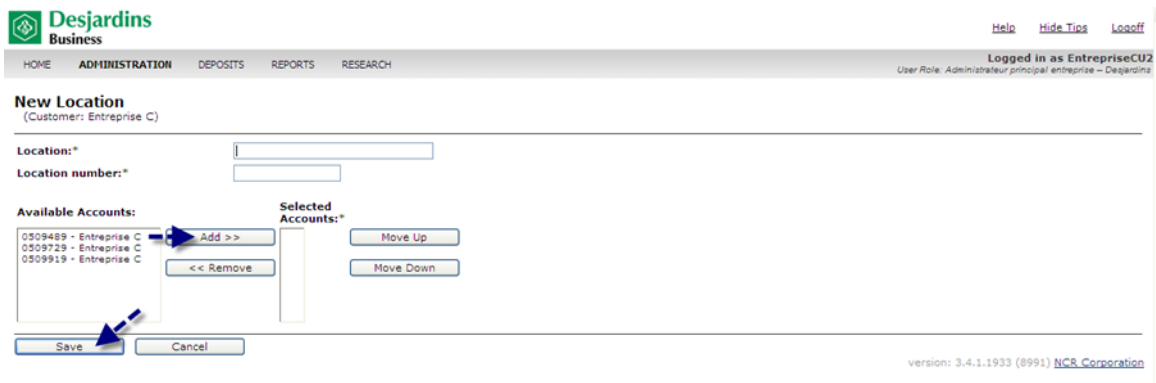 Desjardins
Business
Help Hide Tips Logoff
HOME ADMINISTRATION DEPOSITS REPORTS RESEARCH
Logged in as EntrepriseCU2
User Role: Administrateur principal entreprise – Desjardins
New Location
(Customer: Entreprise C)
Location:*
Location number:*
Available Accounts:
Selected
Accounts:*
0509489 - Entreprise C
0509729 - Entreprise C
0509919 - Entreprise C
Add >>
<< Remove
Move Up
Move Down
Save Cancel
version: 3.4.1.1933 (8991) NCR Corporation